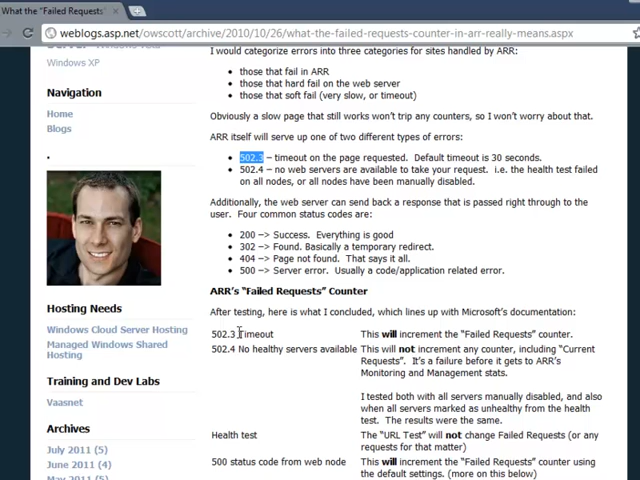 What the "Failed Requests"
weblogs.asp.net/owscott/archive/2010/10/26/what-the-failed-requests-counter-in-arr-really-means.aspx
Windows XP
Navigation
Home
Blogs
.
Hosting Needs
Windows Cloud Server Hosting
Managed Windows Shared
Hosting
Training and Dev Labs
Vaasnet
Archives
July 2011 (5)
June 2011 (4)
May 2011 (5)
I would categorize errors into three categories for sites handled by ARR:
those that fail in ARR
those that hard fail on the web server
those that soft fail (very slow, or timeout)
Obviously a slow page that still works won't trip any counters, so I won't worry about that.
ARR itself will serve up one of two different types of errors:
502.3 – timeout on the page requested. Default timeout is 30 seconds.
502.4 – no web servers are available to take your request. i.e. the health test failed
on all nodes, or all nodes have been manually disabled.
Additionally, the web server can send back a response that is passed right through to the
user. Four common status codes are:
200 –> Success. Everything is good
302 –> Found. Basically a temporary redirect.
404 –> Page not found. That says it all.
500 –> Server error. Usually a code/application related error.
ARR's "Failed Requests" Counter
After testing, here is what I concluded, which lines up with Microsoft's documentation:
502.3 Timeout This will increment the "Failed Requests" counter.
502.4 No healthy servers available This will not increment any counter, including "Current
Requests". It's a failure before it gets to ARR's
Monitoring and Management stats.
I tested both with all servers manually disabled, and also
when all servers marked as unhealthy from the health
test. The results were the same.
Health test The "URL Test" will not change Failed Requests (or any
requests for that matter)
500 status code from web node This will increment the "Failed Requests" counter using
the default settings. (more on this below)